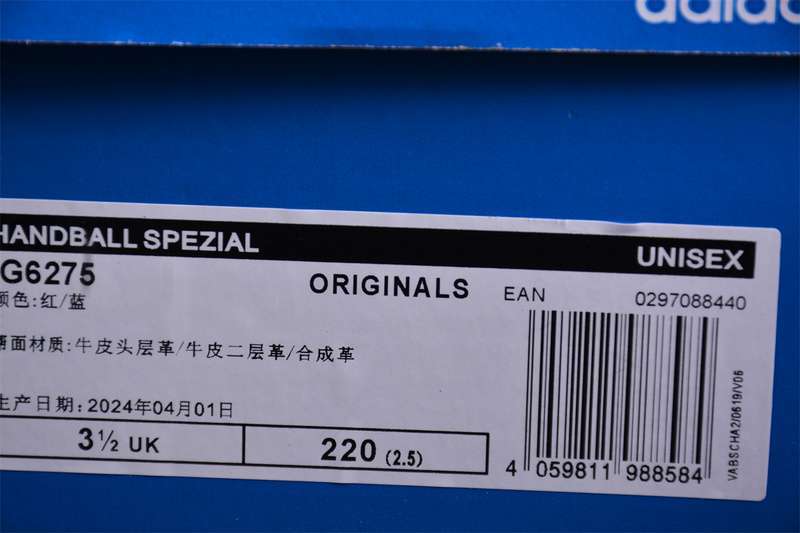 adidas
HANDBALL SPEZIAL
UNISEX
G6275
ORIGINALS
EAN
0297088440
颜色:红/蓝
鞋面材质:牛皮头层革/牛皮二层革/合成革
生产日期:2024年04月01日
3½ UK
220 (2.5)
4 059811 988584
VABSCHA2/0619/V06